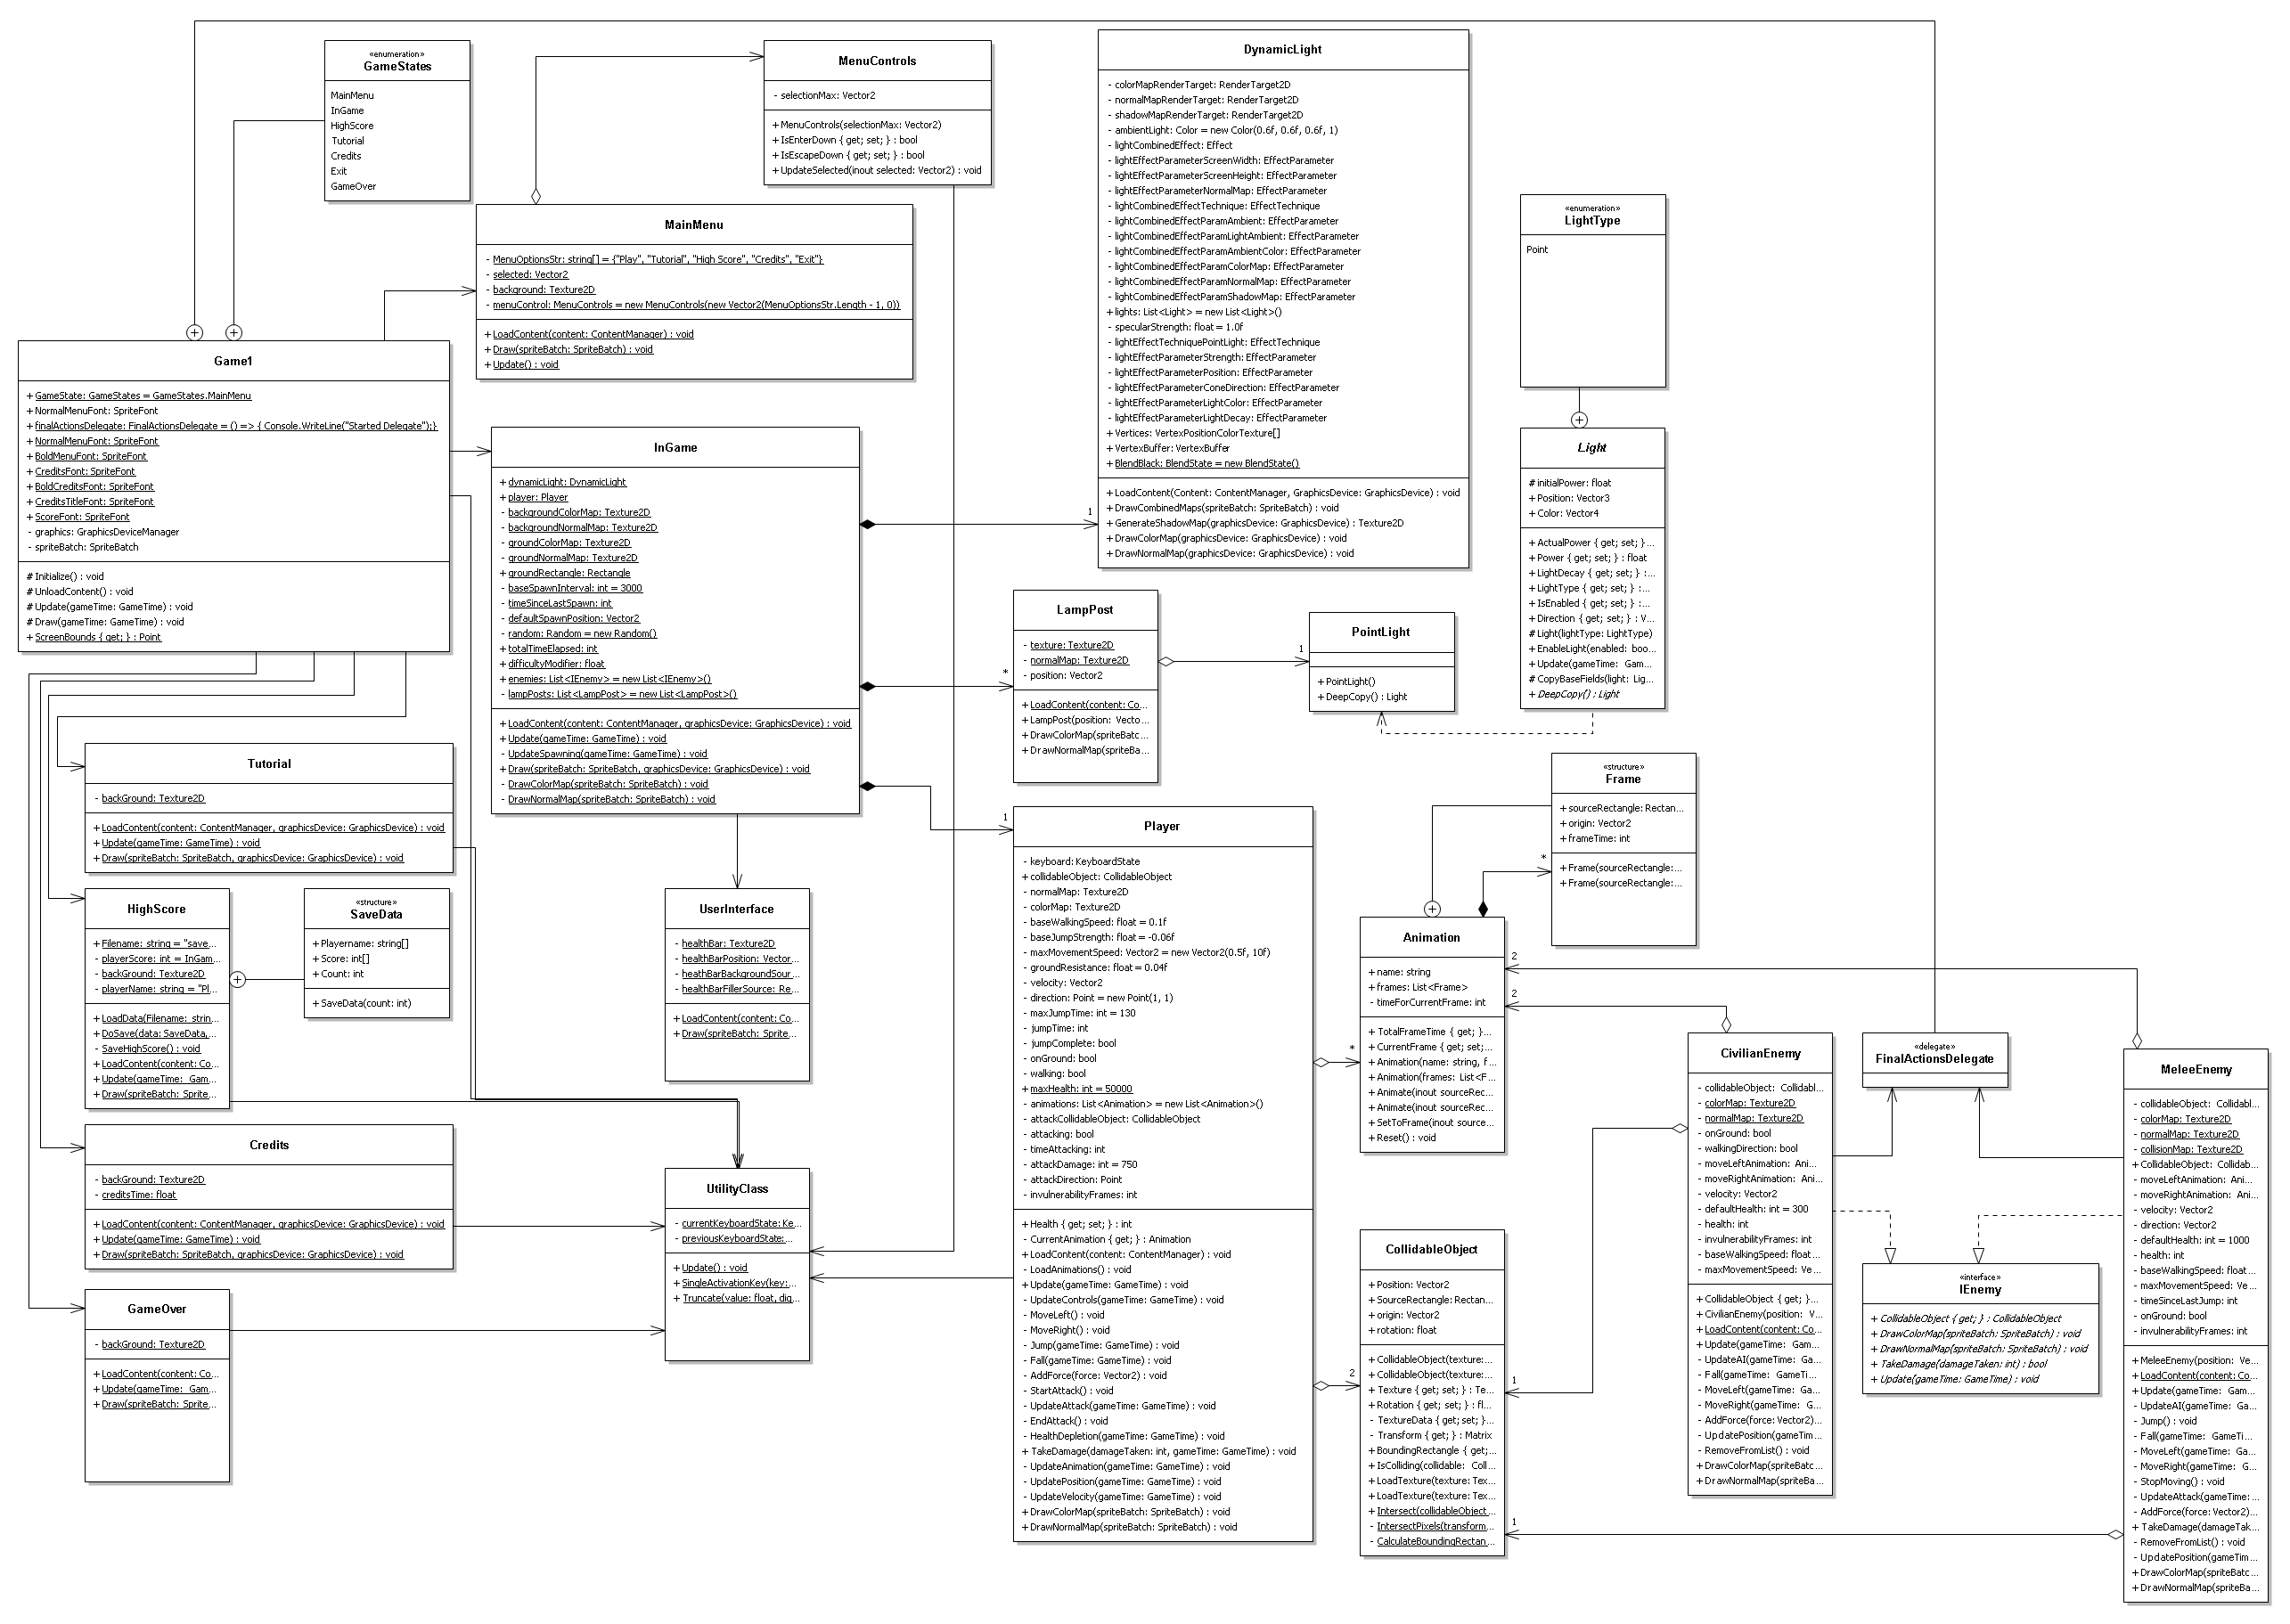 «enumeration»
GameStates
MainMenu
InGame
HighScore
Tutorial
Credits
Exit
GameOver
MenuControls
- selectionMax: Vector2
+ MenuControls(selectionMax: Vector2)
+ IsEnterDown { get; set; } : bool
+ IsEscapeDown { get; set; } : bool
+ UpdateSelected(inout selected: Vector2) : void
DynamicLight
- colorMapRenderTarget: RenderTarget2D
- normalMapRenderTarget: RenderTarget2D
- shadowMapRenderTarget: RenderTarget2D
- ambientLight: Color = new Color(0.6f, 0.6f, 0.6f, 1)
- lightCombinedEffect: Effect
- lightEffectParameterScreenWidth: EffectParameter
- lightEffectParameterScreenHeight: EffectParameter
- lightEffectParameterNormalMap: EffectParameter
- lightCombinedEffectTechnique: EffectTechnique
- lightCombinedEffectParamAmbient: EffectParameter
- lightCombinedEffectParamLightAmbient: EffectParameter
- lightCombinedEffectParamAmbientColor: EffectParameter
- lightCombinedEffectParamColorMap: EffectParameter
- lightCombinedEffectParamNormalMap: EffectParameter
- lightCombinedEffectParamShadowMap: EffectParameter
+ lights: List<Light> = new List<Light>()
- specularStrength: float = 1.0f
- lightEffectTechniquePointLight: EffectTechnique
- lightEffectParameterStrength: EffectParameter
- lightEffectParameterPosition: EffectParameter
- lightEffectParameterConeDirection: EffectParameter
- lightEffectParameterLightColor: EffectParameter
- lightEffectParameterLightDecay: EffectParameter
+ Vertices: VertexPositionColorTexture[]
+ VertexBuffer: VertexBuffer
+ BlendBlack: BlendState = new BlendState()
+ LoadContent(Content: ContentManager, GraphicsDevice: GraphicsDevice) : void
+ DrawCombinedMaps(spriteBatch: SpriteBatch) : void
+ GenerateShadowMap(graphicsDevice: GraphicsDevice) : Texture2D
+ DrawColorMap(graphicsDevice: GraphicsDevice) : void
+ DrawNormalMap(graphicsDevice: GraphicsDevice) : void
«enumeration»
LightType
Point
MainMenu
- MenuOptionsStr: string[] = {"Play", "Tutorial", "High Score", "Credits", "Exit"}
- selected: Vector2
- background: Texture2D
- menuControl: MenuControls = new MenuControls(new Vector2(MenuOptionsStr.Length - 1, 0))
+ LoadContent(content: ContentManager) : void
+ Draw(spriteBatch: SpriteBatch) : void
+ Update() : void
Game1
+ GameState: GameStates = GameStates.MainMenu
+ NormalMenuFont: SpriteFont
+ finalActionsDelegate: FinalActionsDelegate = () => { Console.WriteLine("Started Delegate");}
+ NormalMenuFont: SpriteFont
+ BoldMenuFont: SpriteFont
+ CreditsFont: SpriteFont
+ BoldCreditsFont: SpriteFont
+ CreditsTitleFont: SpriteFont
+ ScoreFont: SpriteFont
- graphics: GraphicsDeviceManager
- spriteBatch: SpriteBatch
# Initialize() : void
# UnloadContent() : void
# Update(gameTime: GameTime) : void
# Draw(gameTime: GameTime) : void
+ ScreenBounds { get; } : Point
InGame
+ dynamicLight: DynamicLight
+ player: Player
- backgroundColorMap: Texture2D
- backgroundNormalMap: Texture2D
- groundColorMap: Texture2D
- groundNormalMap: Texture2D
+ groundRectangle: Rectangle
- baseSpawnInterval: int = 3000
- timeSinceLastSpawn: int
- defaultSpawnPosition: Vector2
- random: Random = new Random()
+ totalTimeElapsed: int
+ difficultyModifier: float
+ enemies: List<IEnemy> = new List<IEnemy>()
- lampPosts: List<LampPost> = new List<LampPost>()
+ LoadContent(content: ContentManager, graphicsDevice: GraphicsDevice) : void
+ Update(gameTime: GameTime) : void
- UpdateSpawning(gameTime: GameTime) : void
+ Draw(spriteBatch: SpriteBatch, graphicsDevice: GraphicsDevice) : void
- DrawColorMap(spriteBatch: SpriteBatch) : void
- DrawNormalMap(spriteBatch: SpriteBatch) : void
1
*
1
Light
# initialPower: float
+ Position: Vector3
+ Color: Vector4
+ ActualPower { get; set; }...
+ Power { get; set; } : float
+ LightDecay { get; set; } :...
+ LightType { get; set; } :...
+ IsEnabled { get; set; } :...
+ Direction { get; set; } : V...
# Light(lightType: LightType)
+ EnableLight(enabled: boo...
+ Update(gameTime: Gam...
# CopyBaseFields(light: Lig...
+ DeepCopy() : Light
LampPost
- texture: Texture2D
- normalMap: Texture2D
- position: Vector2
+ LoadContent(content: Co...
+ LampPost(position: Vecto...
+ DrawColorMap(spriteBatc...
+ DrawNormalMap(spriteBa...
1
PointLight
+ PointLight()
+ DeepCopy() : Light
Tutorial
- backGround: Texture2D
+ LoadContent(content: ContentManager, graphicsDevice: GraphicsDevice) : void
+ Update(gameTime: GameTime) : void
+ Draw(spriteBatch: SpriteBatch, graphicsDevice: GraphicsDevice) : void
«structure»
Frame
+ sourceRectangle: Rectan...
+ origin: Vector2
+ frameTime: int
+ Frame(sourceRectangle:...
+ Frame(sourceRectangle:...
*
Player
- keyboard: KeyboardState
+ collidableObject: CollidableObject
- normalMap: Texture2D
- colorMap: Texture2D
- baseWalkingSpeed: float = 0.1f
- baseJumpStrength: float = -0.06f
- maxMovementSpeed: Vector2 = new Vector2(0.5f, 10f)
- groundResistance: float = 0.04f
- velocity: Vector2
- direction: Point = new Point(1, 1)
- maxJumpTime: int = 130
- jumpTime: int
- jumpComplete: bool
- onGround: bool
- walking: bool
+ maxHealth: int = 50000
- animations: List<Animation> = new List<Animation>()
- attackCollidableObject: CollidableObject
- attacking: bool
- timeAttacking: int
- attackDamage: int = 750
- attackDirection: Point
- invulnerabilityFrames: int
+ Health { get; set; } : int
- CurrentAnimation { get; } : Animation
+ LoadContent(content: ContentManager) : void
- LoadAnimations() : void
+ Update(gameTime: GameTime) : void
- UpdateControls(gameTime: GameTime) : void
- MoveLeft() : void
- MoveRight() : void
- Jump(gameTime: GameTime) : void
- Fall(gameTime: GameTime) : void
- AddForce(force: Vector2) : void
- StartAttack() : void
- UpdateAttack(gameTime: GameTime) : void
- EndAttack() : void
- HealthDepletion(gameTime: GameTime) : void
+ TakeDamage(damageTaken: int, gameTime: GameTime) : void
- UpdateAnimation(gameTime: GameTime) : void
- UpdatePosition(gameTime: GameTime) : void
- UpdateVelocity(gameTime: GameTime) : void
+ DrawColorMap(spriteBatch: SpriteBatch) : void
+ DrawNormalMap(spriteBatch: SpriteBatch) : void
*
2
HighScore
+ Filename: string = "save...
- playerScore: int = InGam...
- backGround: Texture2D
- playerName: string = "Pl...
+ LoadData(Filename: strin...
+ DoSave(data: SaveData,...
- SaveHighScore() : void
+ LoadContent(content: Co...
+ Update(gameTime: Gam...
+ Draw(spriteBatch: Sprite...
«structure»
SaveData
+ Playername: string[]
+ Score: int[]
+ Count: int
+ SaveData(count: int)
UserInterface
- healthBar: Texture2D
- healthBarPosition: Vector...
- heathBarBackgroundSour...
- healthBarFillerSource: Re...
+ LoadContent(content: Co...
+ Draw(spriteBatch: Sprite...
Animation
+ name: string
+ frames: List<Frame>
- timeForCurrentFrame: int
+ TotalFrameTime { get; }...
+ CurrentFrame { get; set;...
+ Animation(name: string, f...
+ Animation(frames: List<F...
+ Animate(inout sourceRec...
+ Animate(inout sourceRec...
+ SetToFrame(inout source...
+ Reset() : void
2
2
CivilianEnemy
- collidableObject: Collidabl...
- colorMap: Texture2D
- normalMap: Texture2D
- onGround: bool
- walkingDirection: bool
- moveLeftAnimation: Ani...
- moveRightAnimation: Ani...
- velocity: Vector2
- defaultHealth: int = 300
- health: int
- invulnerabilityFrames: int
- baseWalkingSpeed: float...
- maxMovementSpeed: Ve...
+ CollidableObject { get; }...
+ CivilianEnemy(position: V...
+ LoadContent(content: Co...
+ Update(gameTime: Gam...
- UpdateAI(gameTime: Ga...
- Fall(gameTime: GameTi...
- MoveLeft(gameTime: Ga...
- MoveRight(gameTime: G...
- AddForce(force: Vector2)...
- UpdatePosition(gameTim...
- RemoveFromList() : void
+ DrawColorMap(spriteBatc...
+ DrawNormalMap(spriteBa...
«delegate»
FinalActionsDelegate
MeleeEnemy
- collidableObject: Collidabl...
- colorMap: Texture2D
- normalMap: Texture2D
- collisionMap: Texture2D
+ CollidableObject: Collidab...
- moveLeftAnimation: Ani...
- moveRightAnimation: Ani...
- velocity: Vector2
- direction: Vector2
- defaultHealth: int = 1000
- health: int
- baseWalkingSpeed: float...
- maxMovementSpeed: Ve...
- timeSinceLastJump: int
- onGround: bool
- invulnerabilityFrames: int
+ MeleeEnemy(position: Ve...
+ LoadContent(content: Co...
+ Update(gameTime: Gam...
- UpdateAI(gameTime: Ga...
- Jump() : void
- Fall(gameTime: GameTi...
- MoveLeft(gameTime: Ga...
- MoveRight(gameTime: G...
- StopMoving() : void
- UpdateAttack(gameTime:...
- AddForce(force: Vector2)...
+ TakeDamage(damageTak...
- RemoveFromList() : void
- UpdatePosition(gameTim...
+ DrawColorMap(spriteBatc...
+ DrawNormalMap(spriteBa...
Credits
- backGround: Texture2D
- creditsTime: float
+ LoadContent(content: ContentManager, graphicsDevice: GraphicsDevice) : void
+ Update(gameTime: GameTime) : void
+ Draw(spriteBatch: SpriteBatch, graphicsDevice: GraphicsDevice) : void
UtilityClass
- currentKeyboardState: Ke...
- previousKeyboardState:...
+ Update() : void
+ SingleActivationKey(key:...
+ Truncate(value: float, dig...
CollidableObject
+ Position: Vector2
+ SourceRectangle: Rectan...
+ origin: Vector2
+ rotation: float
+ CollidableObject(texture:...
+ CollidableObject(texture:...
+ Texture { get; set; } : Te...
+ Rotation { get; set; } : fl...
- TextureData { get; set; }...
- Transform { get; } : Matrix
+ BoundingRectangle { get;...
+ IsColliding(collidable: Coll...
+ LoadTexture(texture: Tex...
+ LoadTexture(texture: Tex...
+ Intersect(collidableObject...
- IntersectPixels(transform...
- CalculateBoundingRectan...
1
1
«interface»
IEnemy
+ CollidableObject { get; } : CollidableObject
+ DrawColorMap(spriteBatch: SpriteBatch) : void
+ DrawNormalMap(spriteBatch: SpriteBatch) : void
+ TakeDamage(damageTaken: int) : bool
+ Update(gameTime: GameTime) : void
GameOver
- backGround: Texture2D
+ LoadContent(content: Co...
+ Update(gameTime: Gam...
+ Draw(spriteBatch: Sprite...